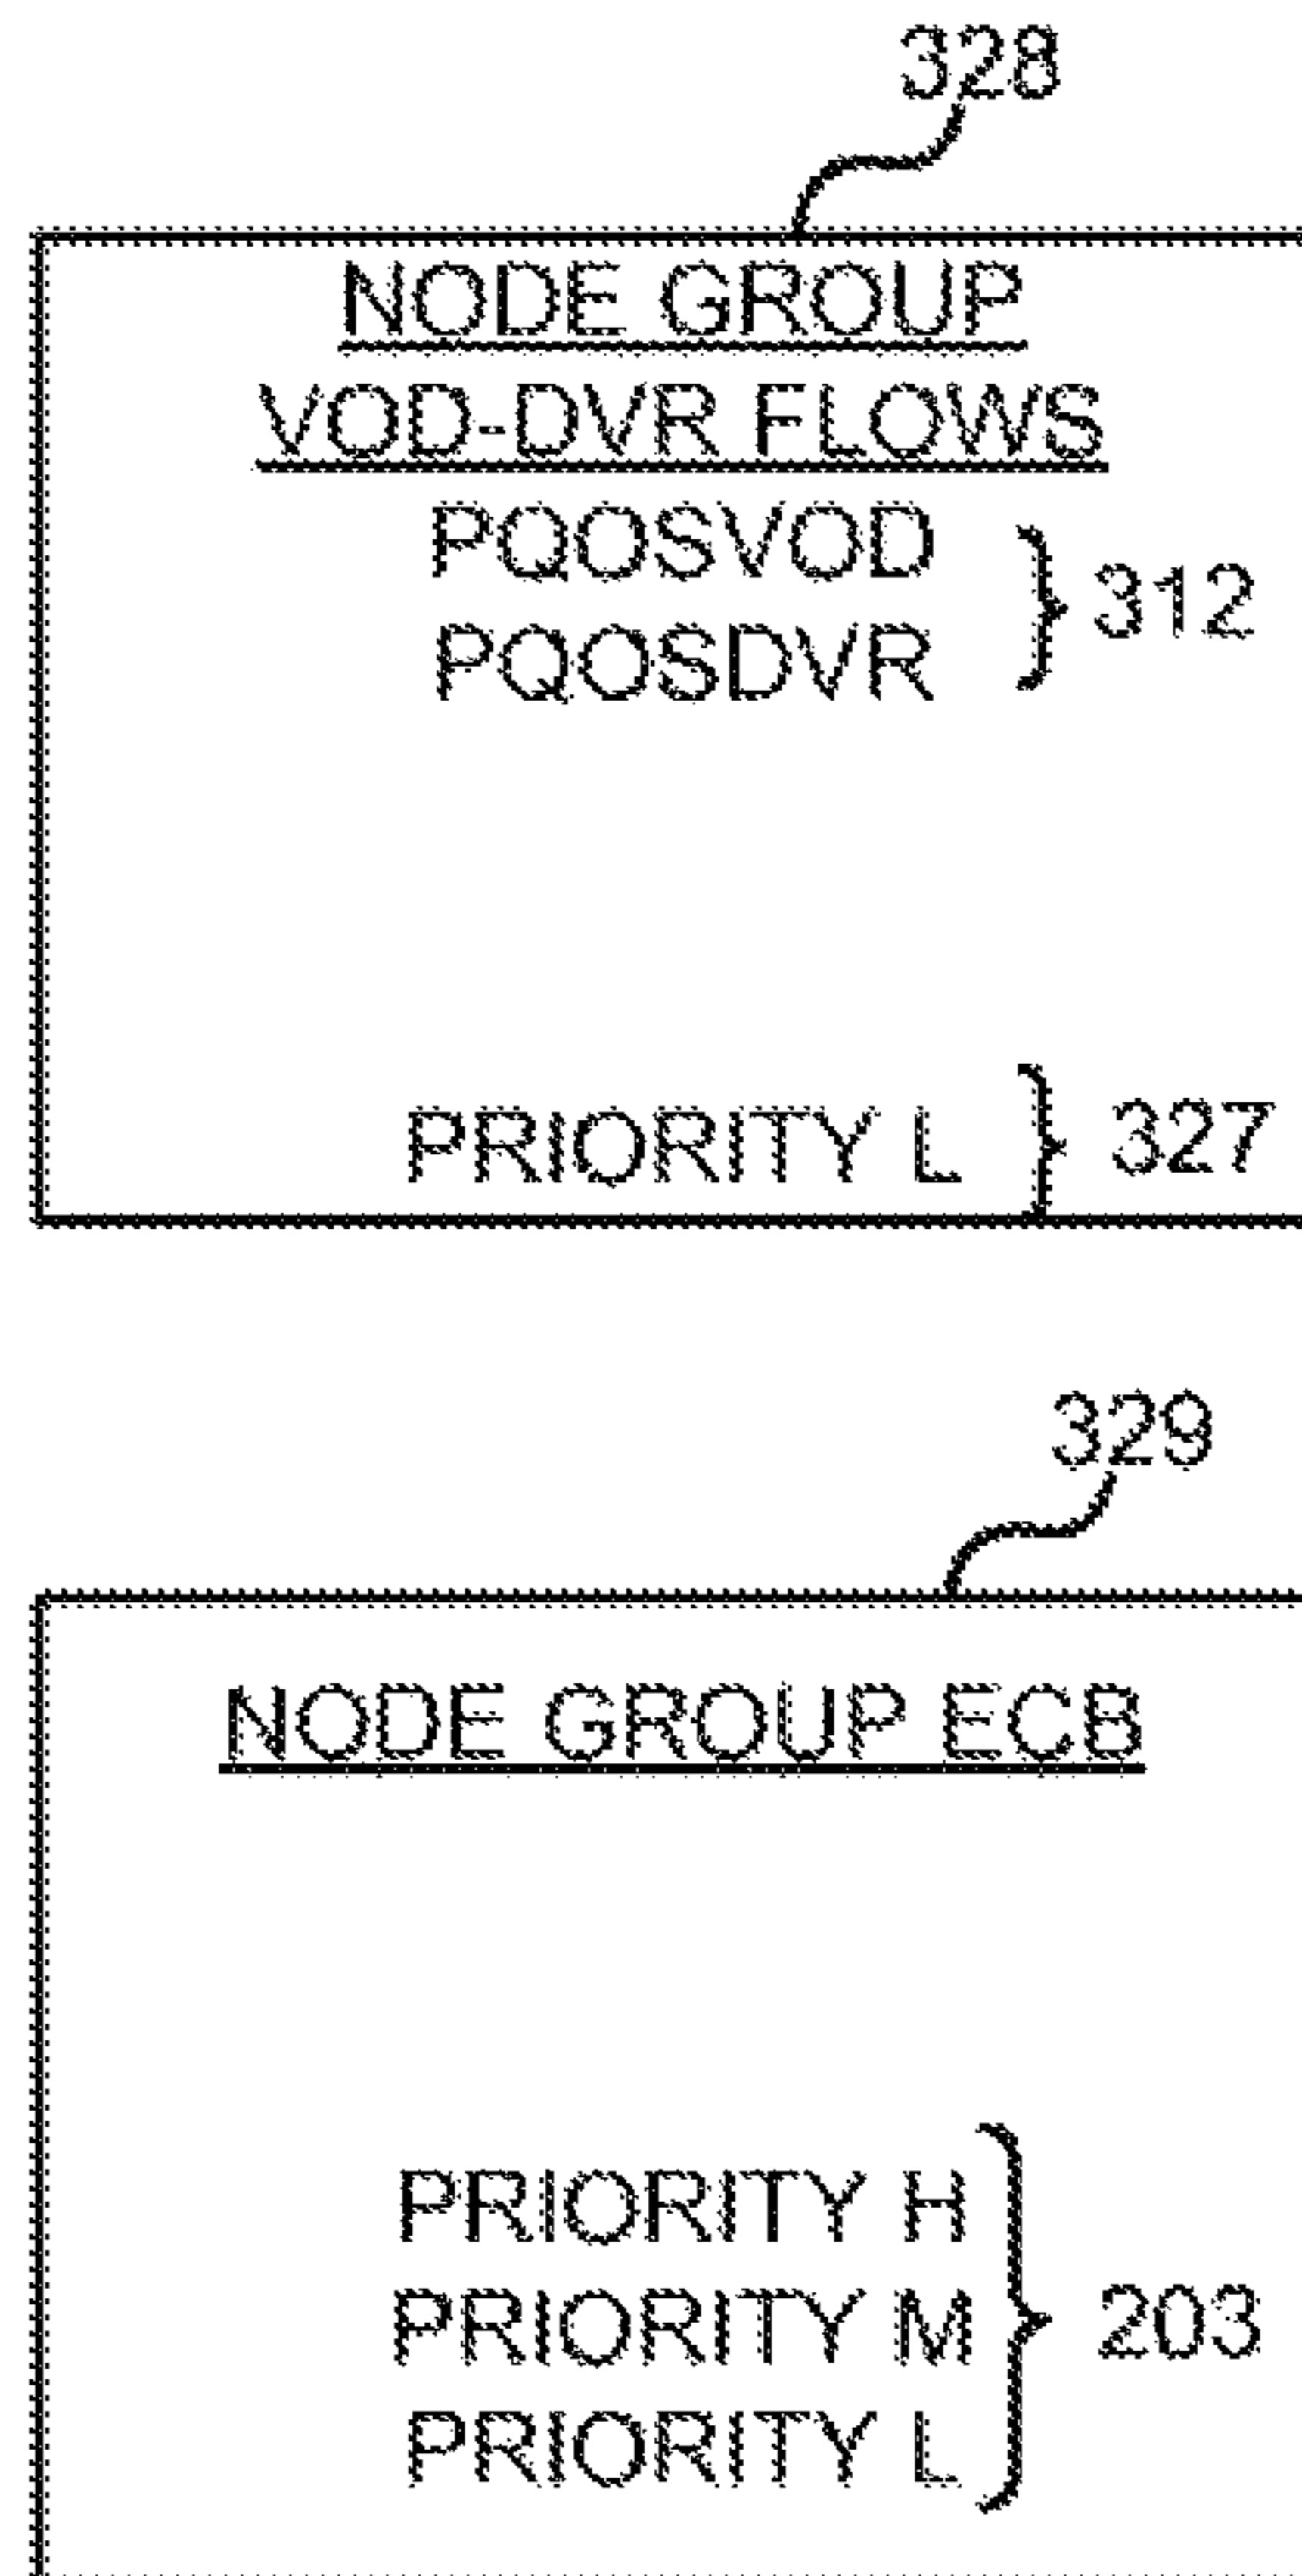 328
NODE GROUP
VOD-DVR FLOWS
PQOSVOD
PQOSDVR
312
PRIORITY L
327
329
NODE GROUP ECB
PRIORITY H
PRIORITY M
PRIORITY L
203